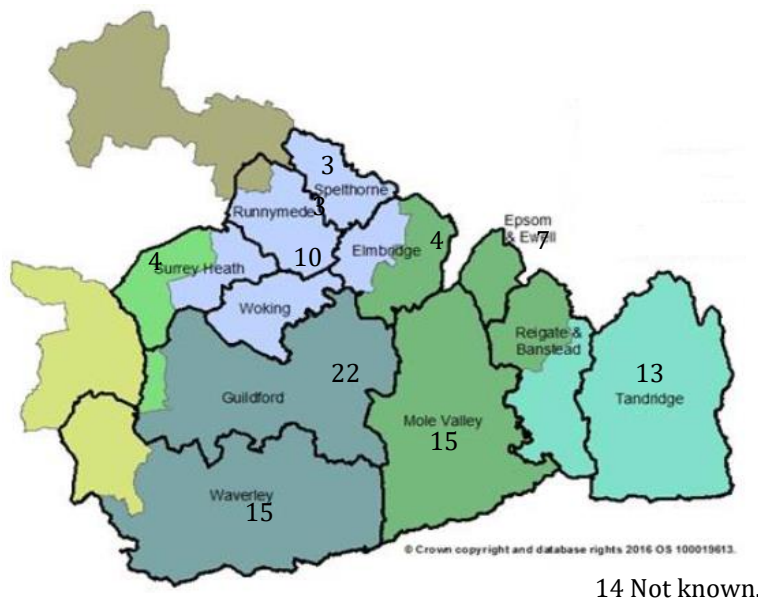 3
Spelthorne
Runnymede 3
Epsom
& Ewell
7
4
Elmbridge
10
4
Surrey Heath
Woking
Reigate &
Banstead
22
13
Guildford
Tandridge
Mole Valley
15
Waverley
15
© Crown copyright and database rights 2016 OS 100019613.
14 Not known.